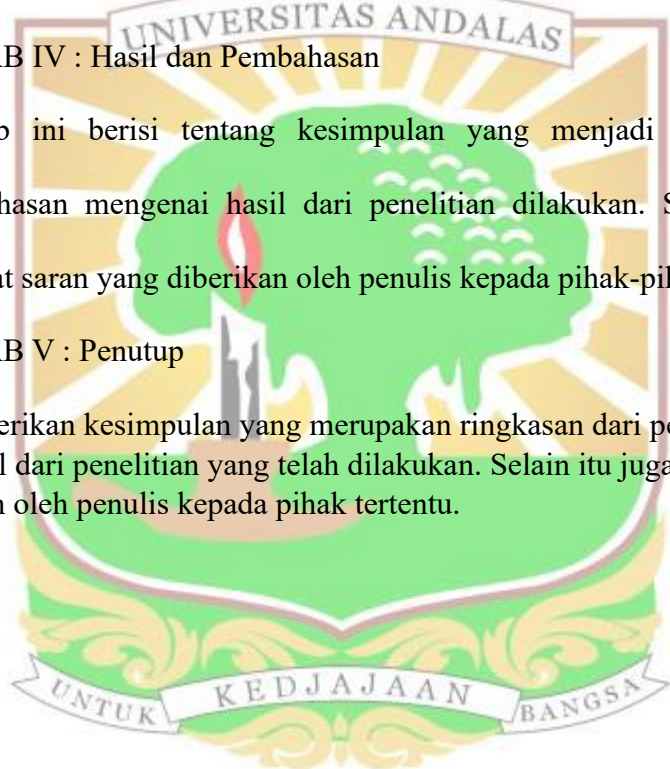 UNIVERSITAS ANDALAS
AB IV : Hasil dan Pembahasan
ini berisi tentang kesimpulan yang menjadi
hasan mengenai hasil dari penelitian dilakukan. S
at saran yang diberikan oleh penulis kepada pihak-pih
AB V : Penutup
erikan kesimpulan yang merupakan ringkasan dari pe
l dari penelitian yang telah dilakukan. Selain itu juga
oleh penulis kepada pihak tertentu.
UNTUK KEDJAJAAN BANGSA